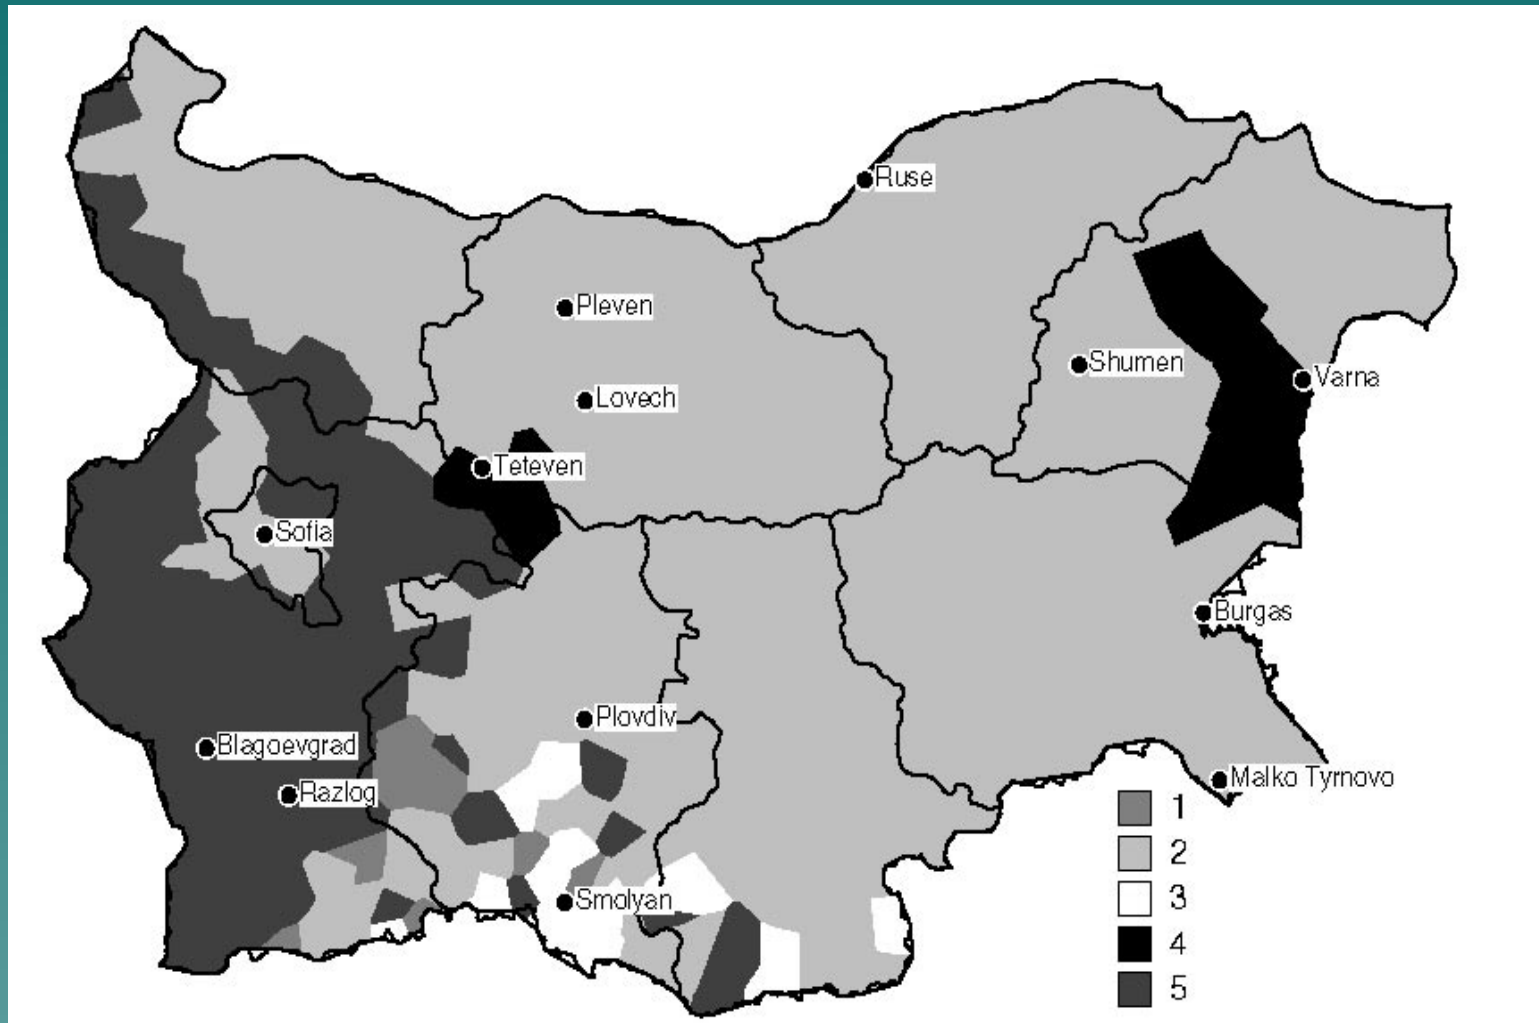 Ruse
Pleven
Shumen
Varna
Lovech
Teteven
Sofia
Burgas
Plovdiv
Blagoevgrad
Malko Tyrnovo
Razlog
Smolyan
1
2
3
4
5